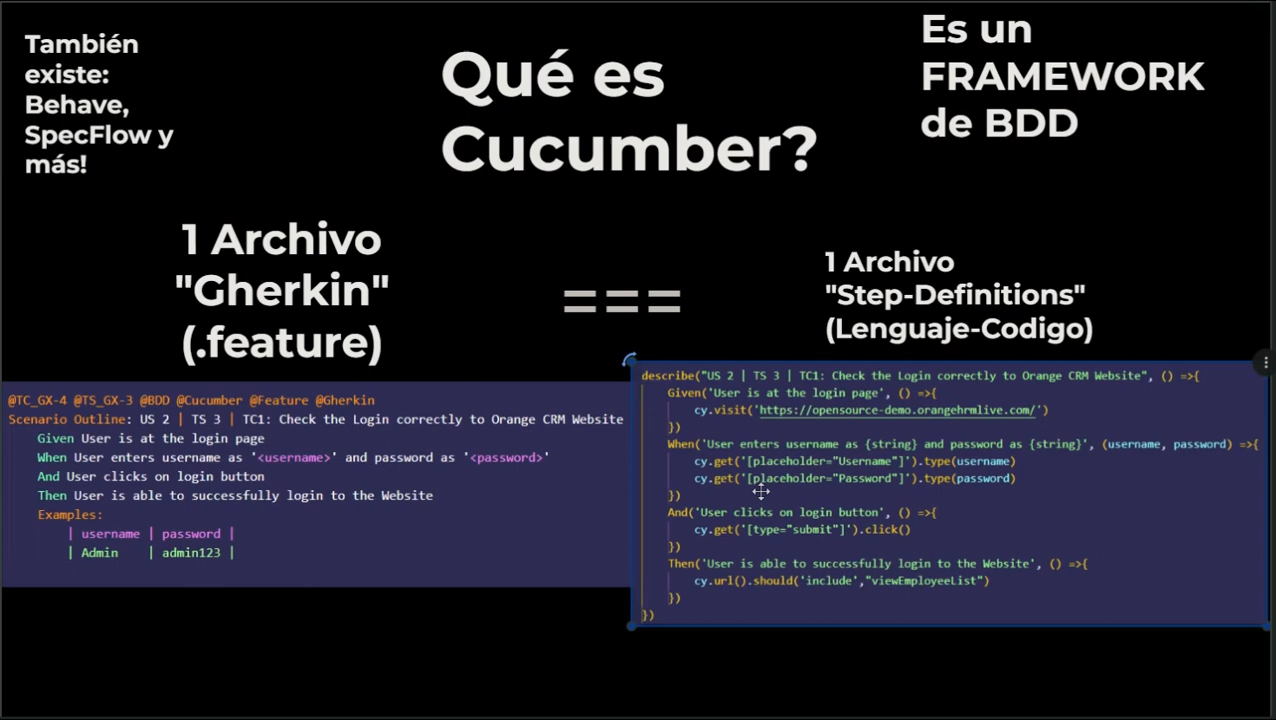 También
existe:
Behave,
SpecFlow y
más!
Qué es
Cucumber?
Es un
FRAMEWORK
de BDD
1 Archivo
"Gherkin"
(.feature)
===
1 Archivo
"Step-Definitions"
(Lenguaje-Codigo)
@TC_GX-4 @TS_GX-3 @BDD @Cucumber @Feature @Gherkin
Scenario Outline: US 2 | TS 3 | TC1: Check the Login correctly to Orange CRM Website
Given User is at the login page
When User enters username as '<username>' and password as '<password>'
And User clicks on login button
Then User is able to successfully login to the Website
Examples:
| username | password |
| Admin | admin123 |
describe("US 2 | TS 3 | TC1: Check the Login correctly to Orange CRM Website", () =>{
Given('User is at the login page', () =>{
cy.visit('https://opensource-demo.orangehrmlive.com/')
})
When('User enters username as {string} and password as {string}', (username, password) =>{
cy.get('[placeholder="Username"]').type(username)
cy.get('[placeholder="Password"]').type(password)
})
And('User clicks on login button', () =>{
cy.get('[type="submit"]').click()
})
Then('User is able to successfully login to the Website', () =>{
cy.url().should('include',"viewEmployeeList")
})
})